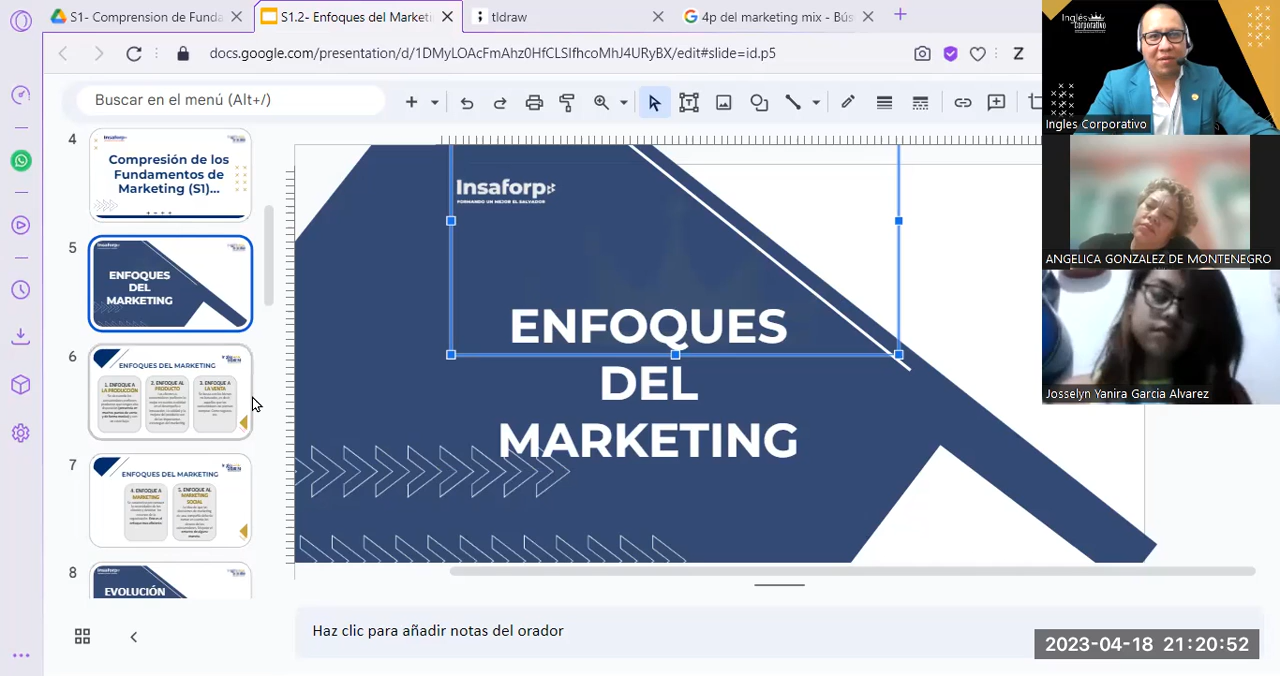 S1- Comprension de Funda
S1.2- Enfoques del Marketi
tldraw
4p del marketing mix - Bús
docs.google.com/presentation/d/1DMyLOAcFmAhz0HfCLSlfhcoMhJ4URyBX/edit#slide=id.p5
Buscar en el menú (Alt+/)
4
Compresión de los
Fundamentos de
Marketing (S1)...
5
Insaforp
ENFOQUES
DEL
MARKETING
6
ENFOQUES DEL MARKETING
1. ENFOQUE A
LA PRODUCCIÓN
2. ENFOQUE AL
PRODUCTO
3. ENFOQUE A
LA VENTA
7
ENFOQUES DEL MARKETING
4. ENFOQUE A
MARKETING
5. ENFOQUE AL
MARKETING
SOCIAL
8
Insaforp
EVOLUCIÓN
Insaforp
FORMANDO UN MEJOR EL SALVADOR
ENFOQUES
DEL
MARKETING
Haz clic para añadir notas del orador
Inglés
Corporativo
Ingles Corporativo
ANGELICA GONZALEZ DE MONTENEGRO
Josselyn Yanira Garcia Alvarez
2023-04-18 21:20:52